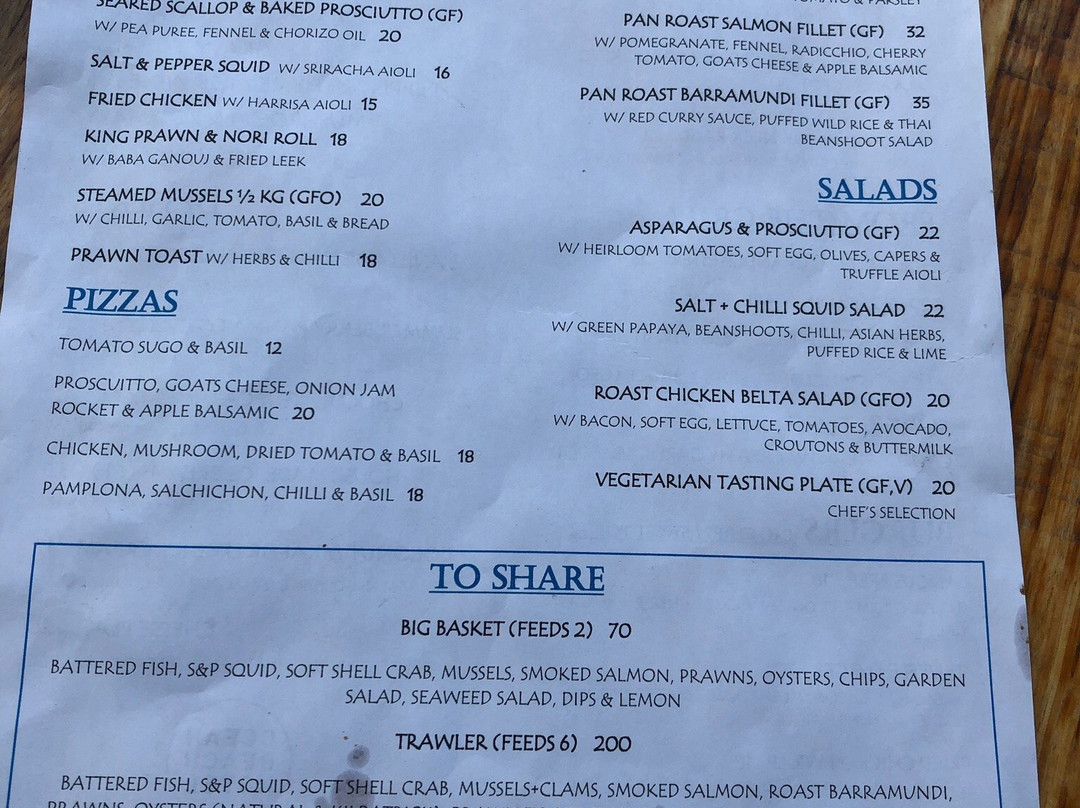 SEARED SCALLOP & BAKED PROSCIUTTO (GF)
W/ PEA PUREE, FENNEL & CHORIZO OIL 20
SALT & PEPPER SQUID W/ SRIRACHA AIOLI 16
FRIED CHICKEN W/ HARRISA AIOLI 15
KING PRAWN & NORI ROLL 18
W/ BABA GANOUJ & FRIED LEEK
STEAMED MUSSELS ½ KG (GFO) 20
W/ CHILLI, GARLIC, TOMATO, BASIL & BREAD
PRAWN TOAST W/ HERBS & CHILLI 18
PIZZAS
TOMATO SUGO & BASIL 12
PROSCUITTO, GOATS CHEESE, ONION JAM
ROCKET & APPLE BALSAMIC 20
CHICKEN, MUSHROOM, DRIED TOMATO & BASIL 18
PAMPLONA, SALCHICHON, CHILLI & BASIL 18
TOMATO & PARSLEY
PAN ROAST SALMON FILLET (GF) 32
W/ POMEGRANATE, FENNEL, RADICCHIO, CHERRY
TOMATO, GOATS CHEESE & APPLE BALSAMIC
PAN ROAST BARRAMUNDI FILLET (GF) 35
W/ RED CURRY SAUCE, PUFFED WILD RICE & THAI
BEANSHOOT SALAD
SALADS
ASPARAGUS & PROSCIUTTO (GF) 22
W/ HEIRLOOM TOMATOES, SOFT EGG, OLIVES, CAPERS &
TRUFFLE AIOLI
SALT + CHILLI SQUID SALAD 22
W/ GREEN PAPAYA, BEANSHOOTS, CHILLI, ASIAN HERBS,
PUFFED RICE & LIME
ROAST CHICKEN BELTA SALAD (GFO) 20
W/ BACON, SOFT EGG, LETTUCE, TOMATOES, AVOCADO,
CROUTONS & BUTTERMILK
VEGETARIAN TASTING PLATE (GF,V) 20
CHEF'S SELECTION
TO SHARE
BIG BASKET (FEEDS 2) 70
BATTERED FISH, S&P SQUID, SOFT SHELL CRAB, MUSSELS, SMOKED SALMON, PRAWNS, OYSTERS, CHIPS, GARDEN
SALAD, SEAWEED SALAD, DIPS & LEMON
TRAWLER (FEEDS 6) 200
BATTERED FISH, S&P SQUID, SOFT SHELL CRAB, MUSSELS+CLAMS, SMOKED SALMON, ROAST BARRAMUNDI,
PRAWNS, OYSTERS (NATURAL & KILPATRICK)